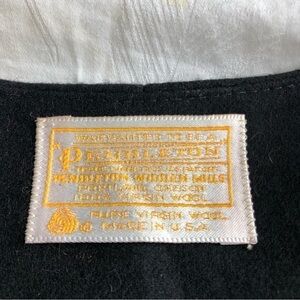 WARRANTED TO BE A
PENDLETON
PENDLETON WOOLEN MILLS
PORTLAND, OREGON
100% VIRGIN WOOL
PURE VIRGIN WOOL
MADE IN U.S.A.